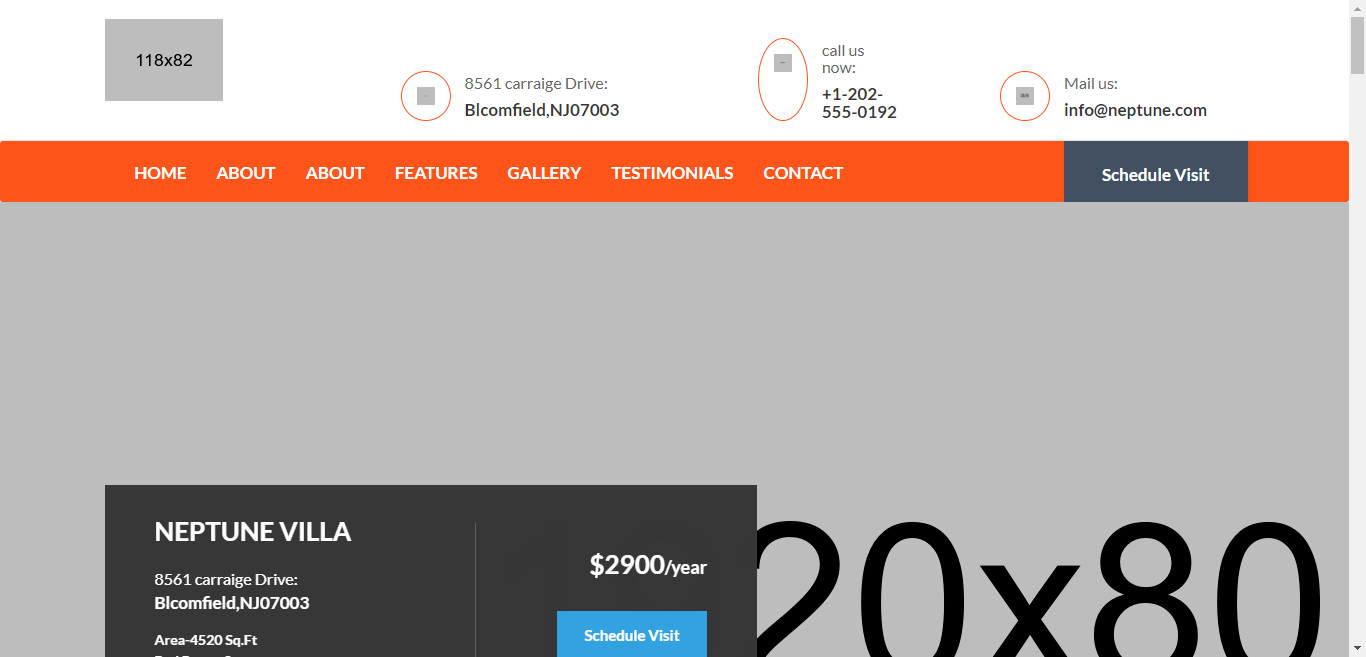 118x82
8561 carraige Drive:
Blcomfield,NJ07003
call us
now:
+1-202-
555-0192
Mail us:
info@neptune.com
HOME ABOUT ABOUT FEATURES GALLERY TESTIMONIALS CONTACT Schedule Visit
NEPTUNE VILLA
8561 carraige Drive:
Blcomfield,NJ07003
Area-4520 Sq.Ft
$2900/year
Schedule Visit
20x80